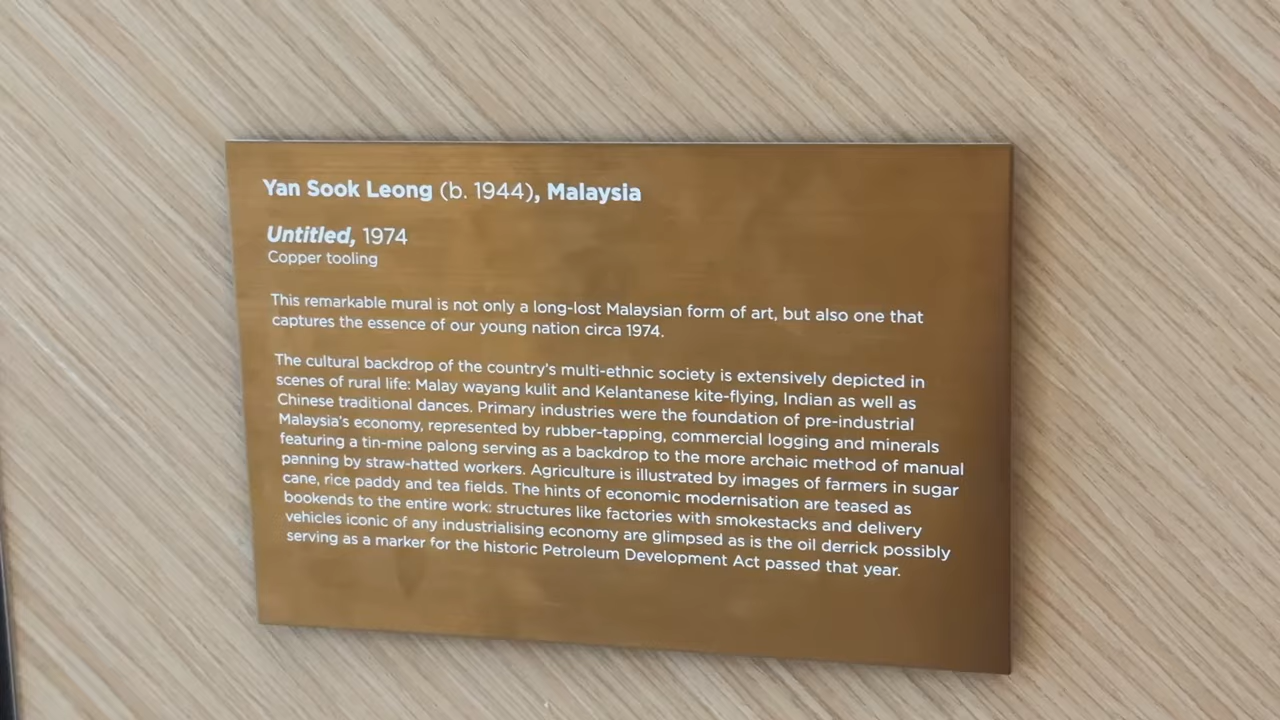 Yan Sook Leong (b. 1944), Malaysia
Untitled, 1974
Copper tooling
This remarkable mural is not only a long-lost Malaysian form of art, but also one that
captures the essence of our young nation circa 1974.
The cultural backdrop of the country's multi-ethnic society is extensively depicted in
scenes of rural life: Malay wayang kulit and Kelantanese kite-flying, Indian as well as
Chinese traditional dances. Primary industries were the foundation of pre-industrial
Malaysia's economy, represented by rubber-tapping, commercial logging and minerals
featuring a tin-mine palong serving as a backdrop to the more archaic method of manual
panning by straw-hatted workers. Agriculture is illustrated by images of farmers in sugar
cane, rice paddy and tea fields. The hints of economic modernisation are teased as
bookends to the entire work: structures like factories with smokestacks and delivery
vehicles iconic of any industrialising economy are glimpsed as is the oil derrick possibly
serving as a marker for the historic Petroleum Development Act passed that year.